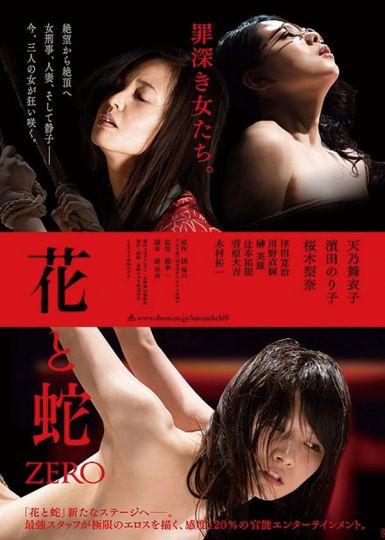 罪深き女たち。
絶望から絶頂へ
女刑事、人妻、そして静子──
今、三人の女が狂い咲く。
天乃舞衣子
濱田のり子
桜木梨奈
津田寛治
川野直輝
榊英雄
辻本祐樹
菅原大吉
木村祐一
www.dmm.co.jp/hanatohebi0
花と蛇
ZERO
「花と蛇」新たなステージへ──。
最強スタッフが極限のエロスを描く、感度120％の官能エンターテインメント。